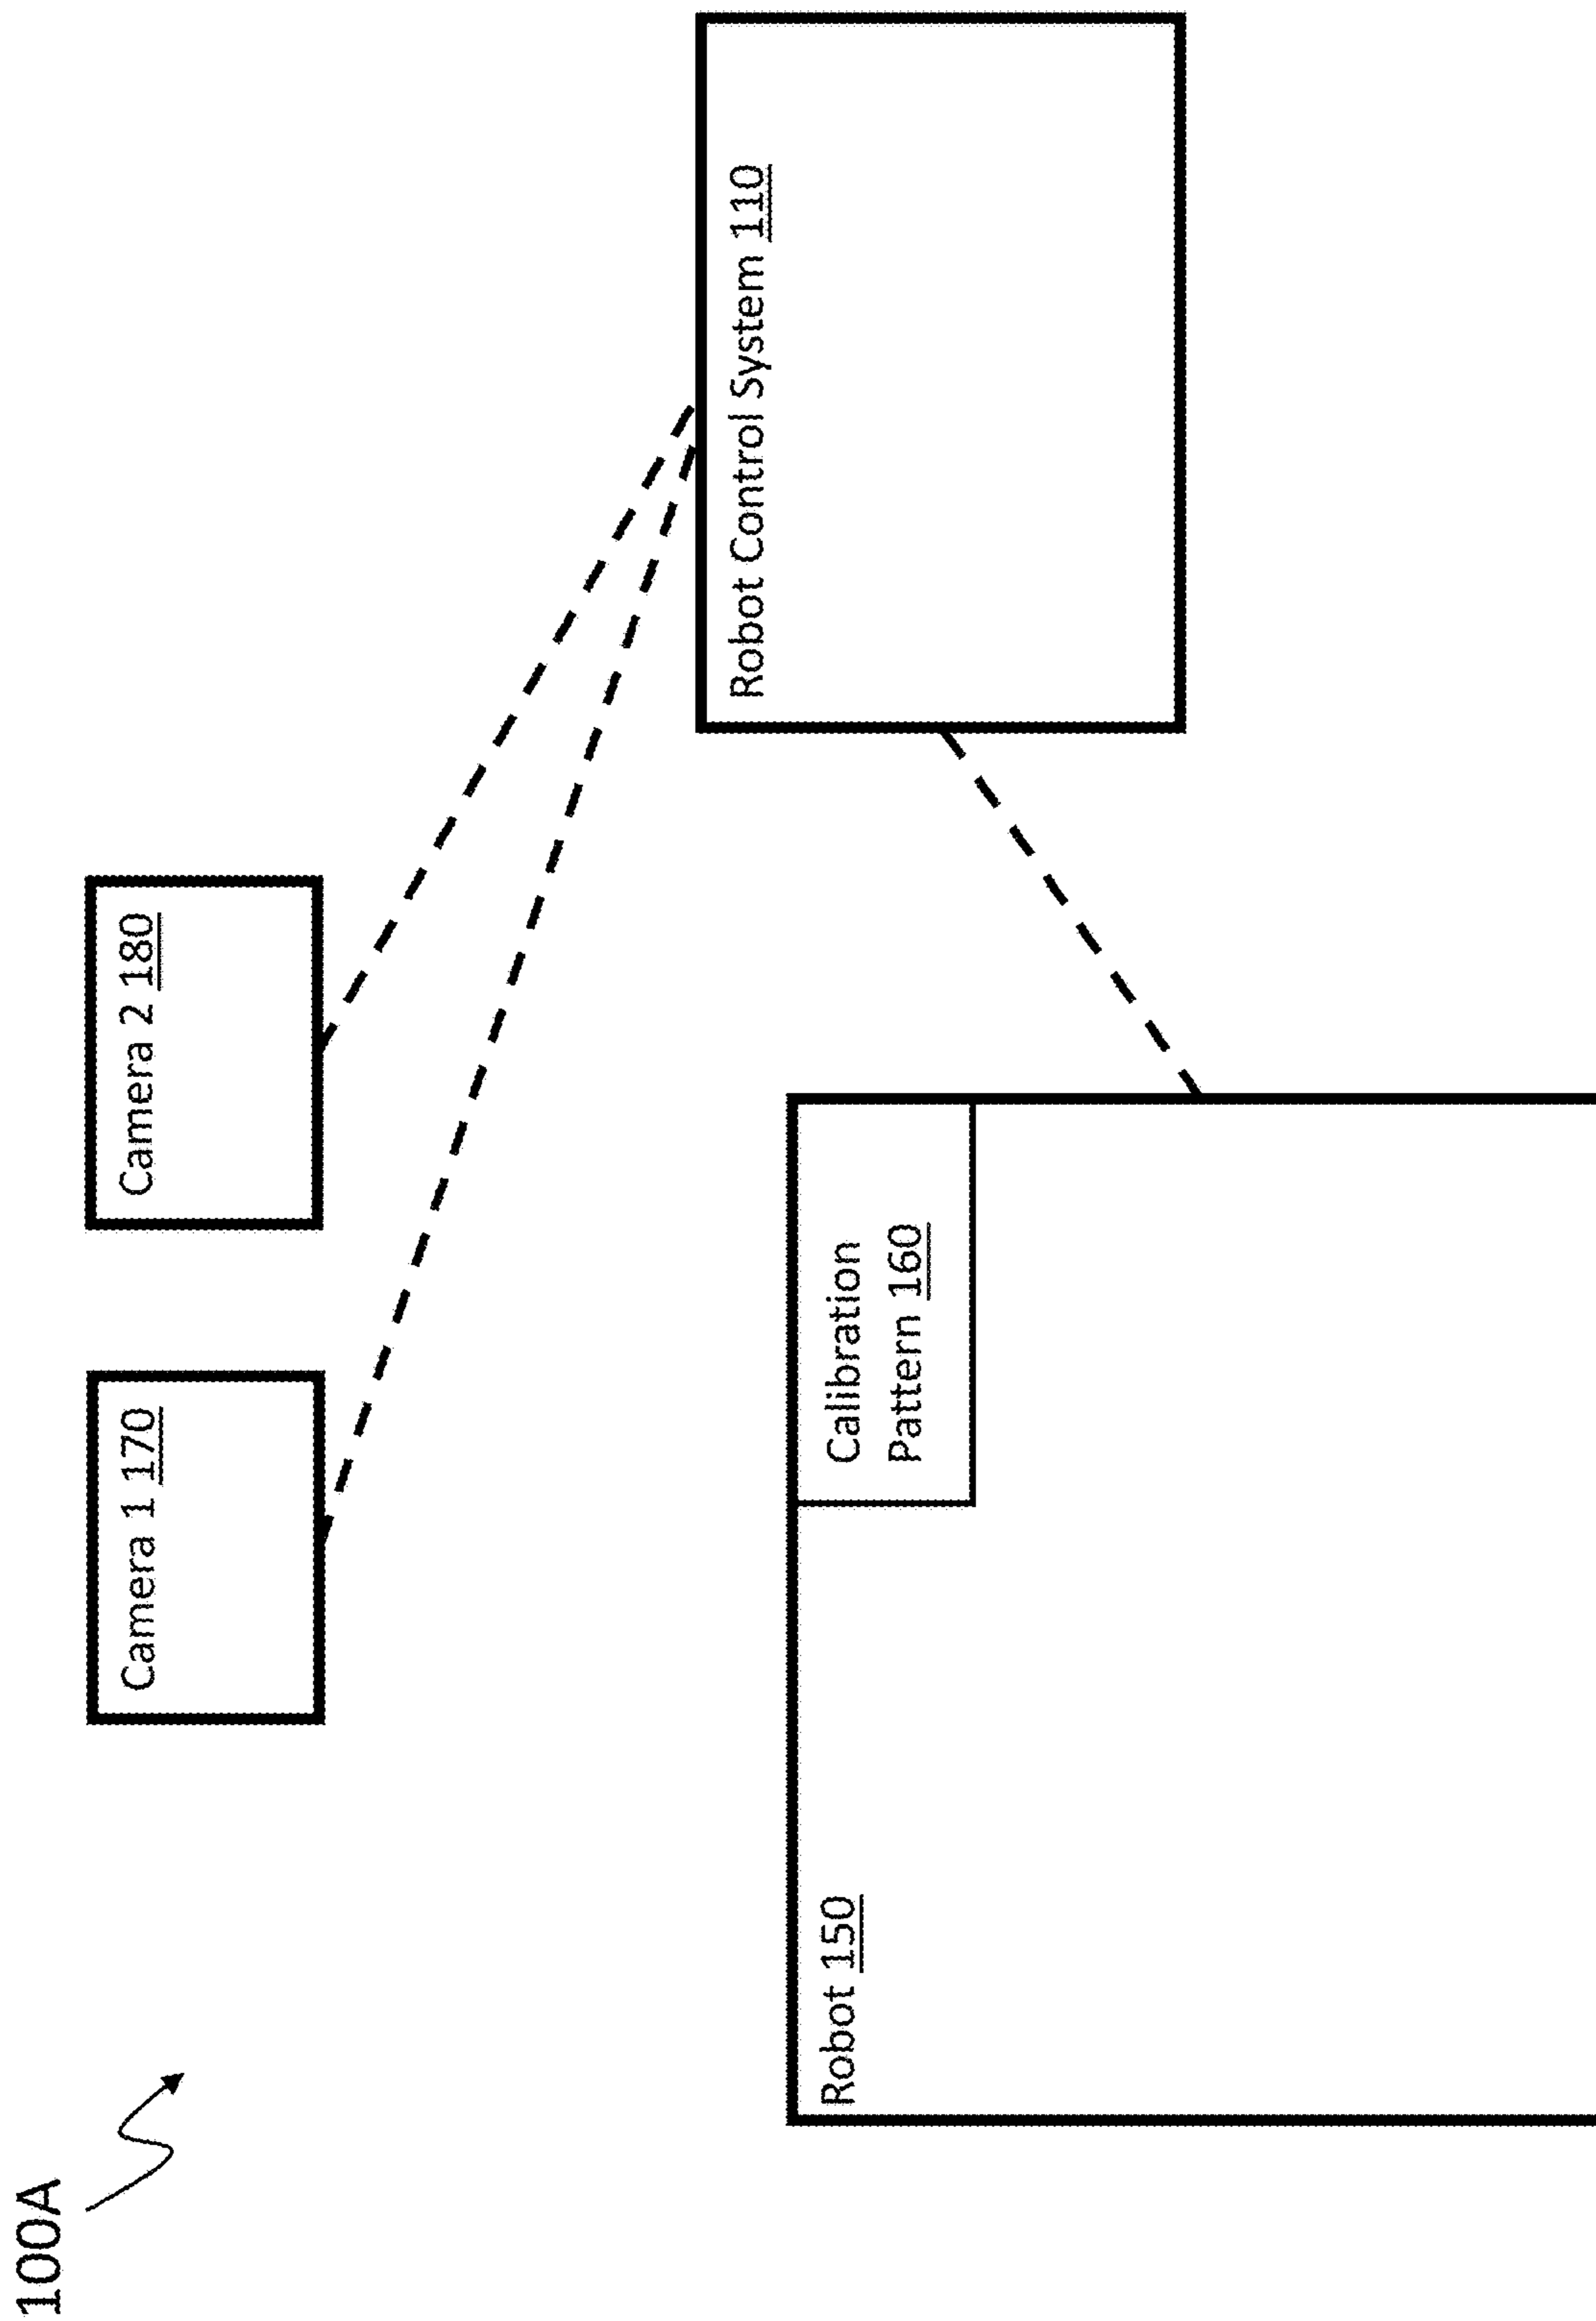 100A
Camera 1 170
Camera 2 180
Robot Control System 110
Robot 150
Calibration
Pattern 160